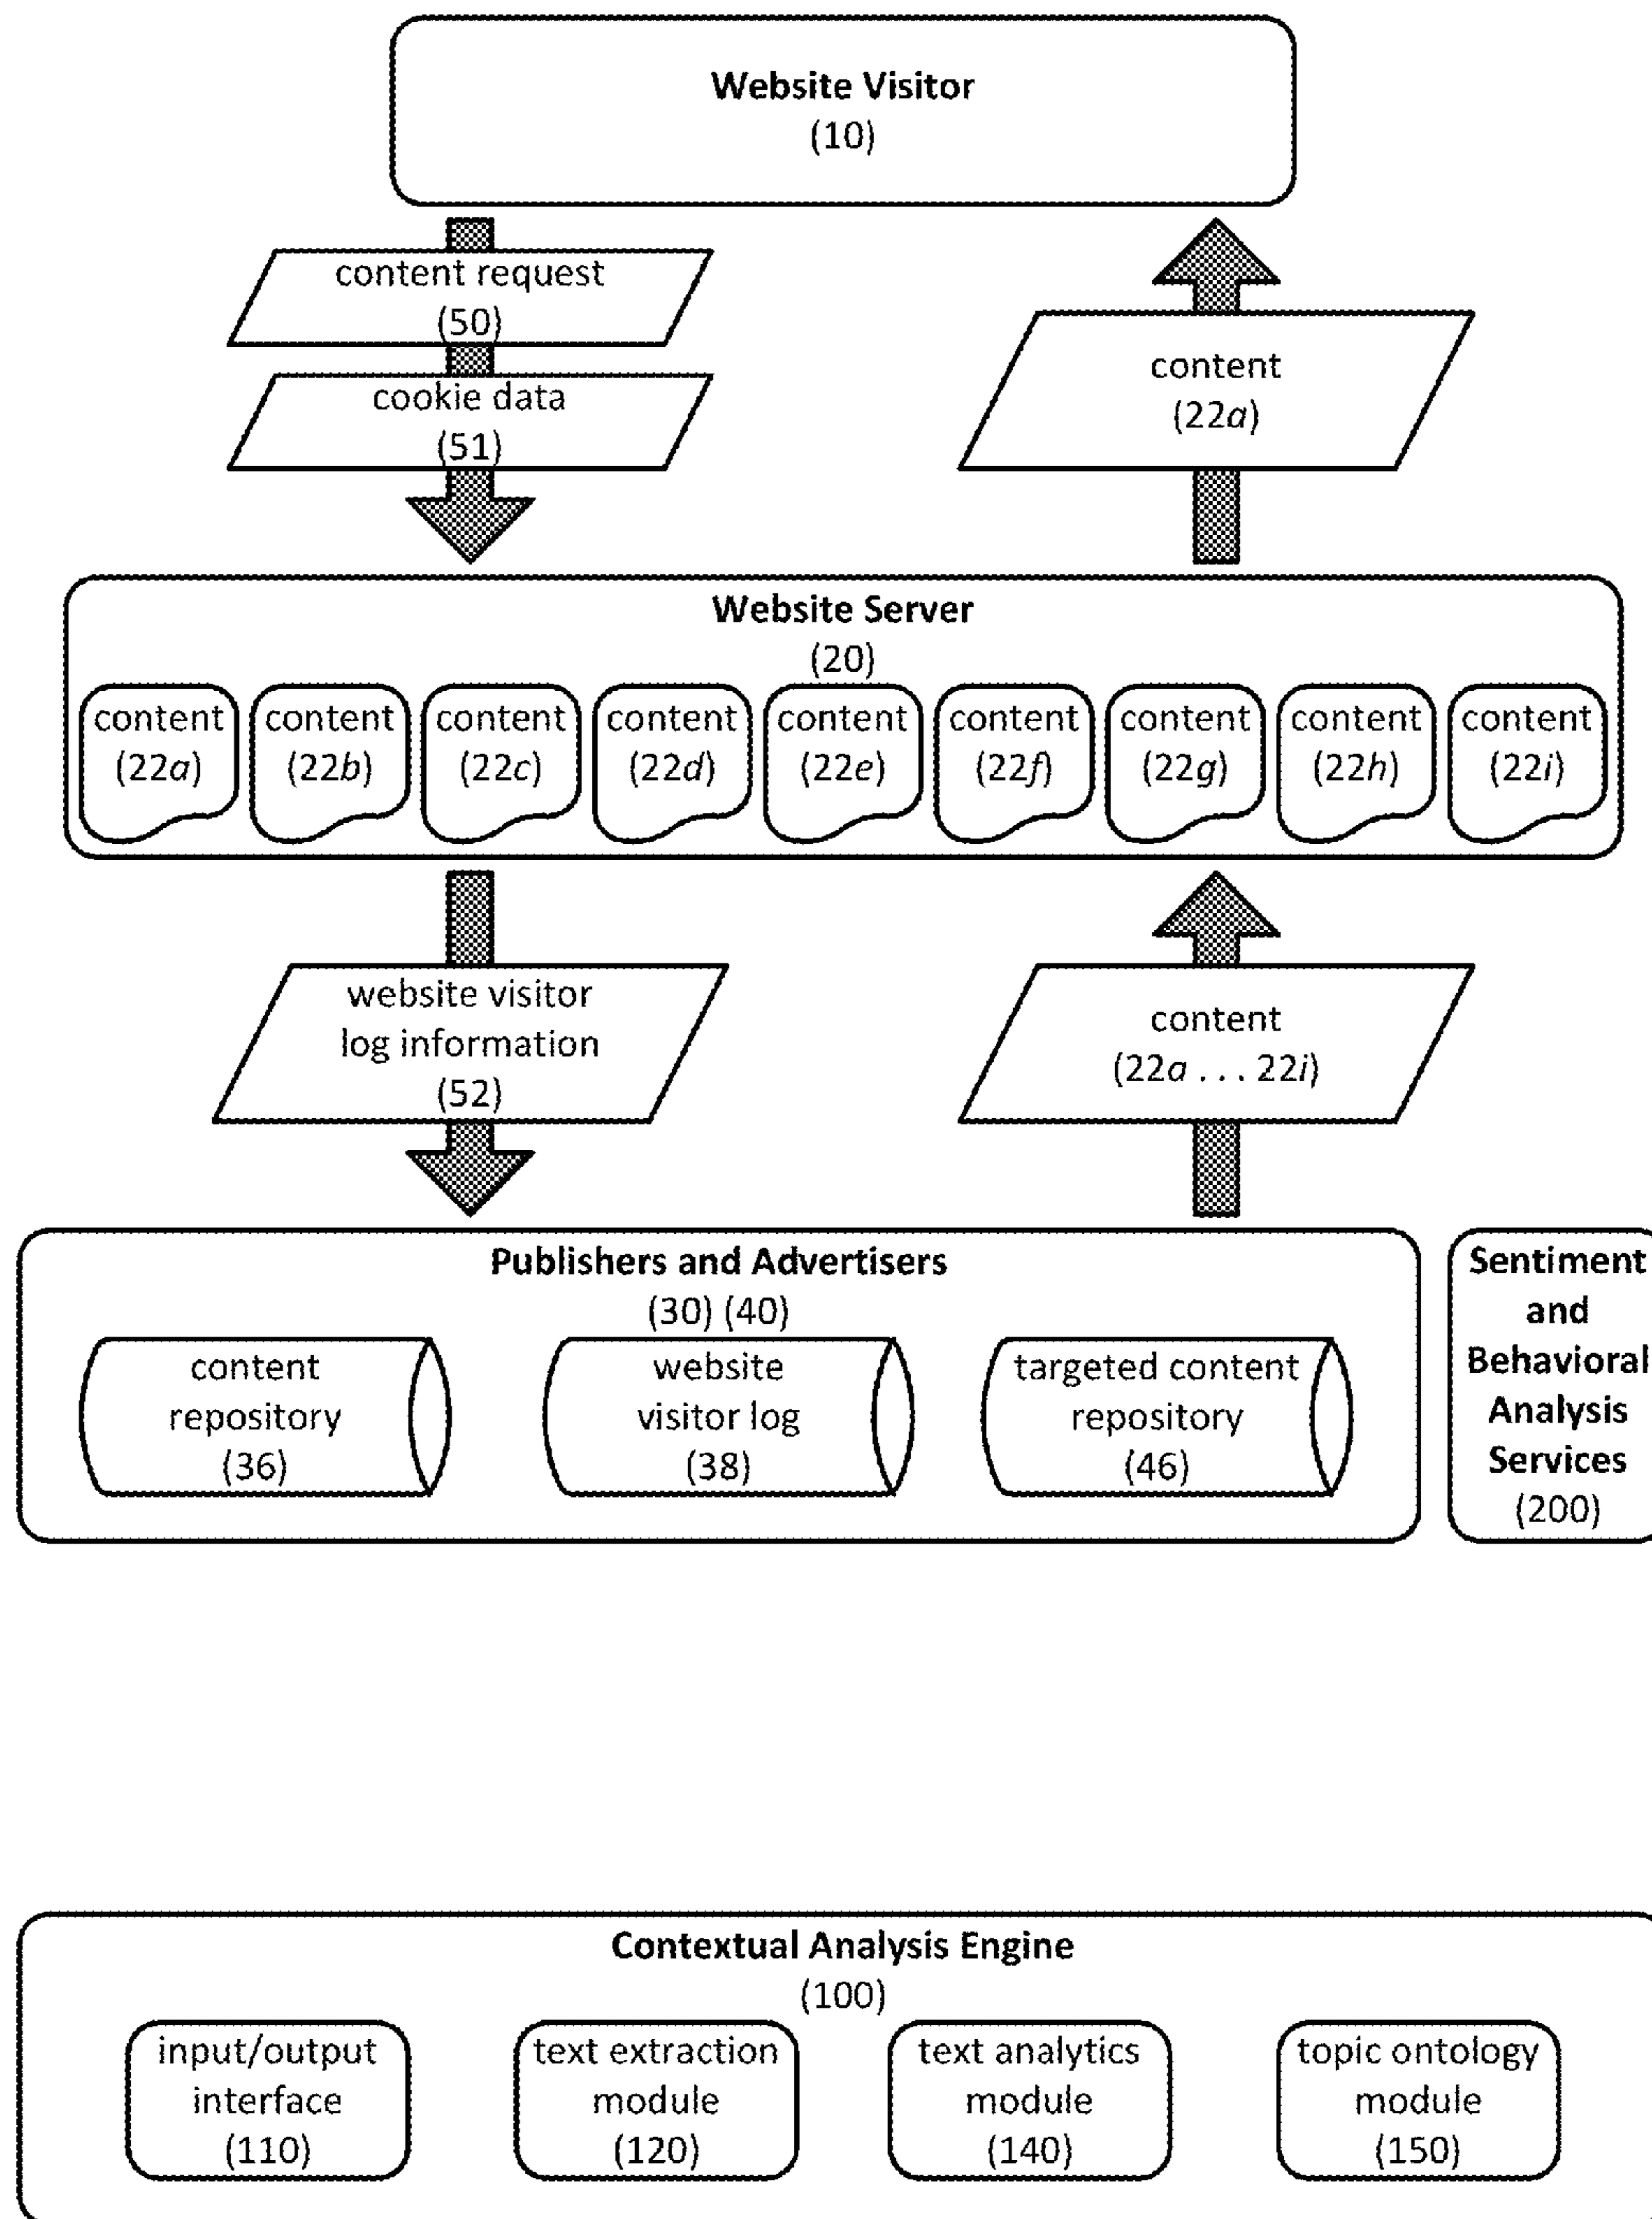 Website Visitor
(10)
content request
(50)
cookie data
(51)
content
(22a)
Website Server
(20)
content
(22a)
content
(22b)
content
(22c)
content
(22d)
content
(22e)
content
(22f)
content
(22g)
content
(22h)
content
(22i)
website visitor
log information
(52)
content
(22a . . . 22i)
Publishers and Advertisers
(30) (40)
content
repository
(36)
website
visitor log
(38)
targeted content
repository
(46)
Sentiment
and
Behavioral
Analysis
Services
(200)
Contextual Analysis Engine
(100)
input/output
interface
(110)
text extraction
module
(120)
text analytics
module
(140)
topic ontology
module
(150)